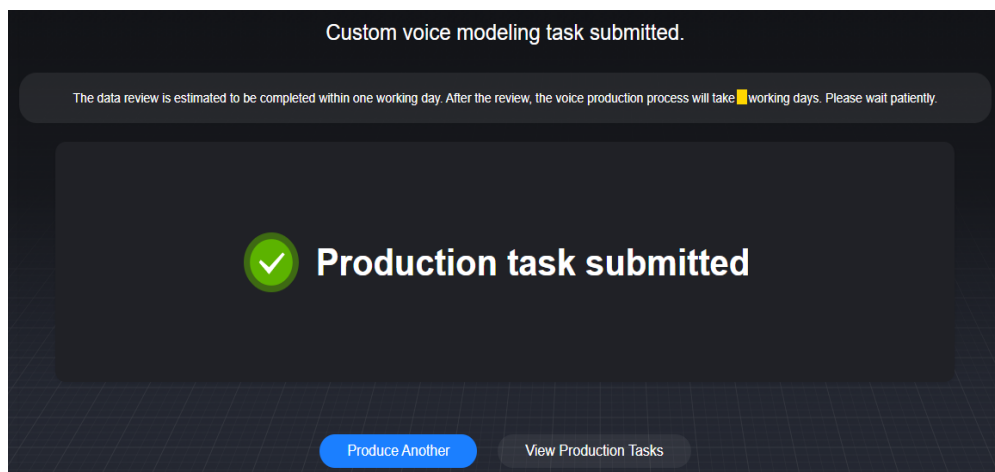 Custom voice modeling task submitted.
The data review is estimated to be completed within one working day. After the review, the voice production process will take working days. Please wait patiently.
Production task submitted
Produce Another
View Production Tasks